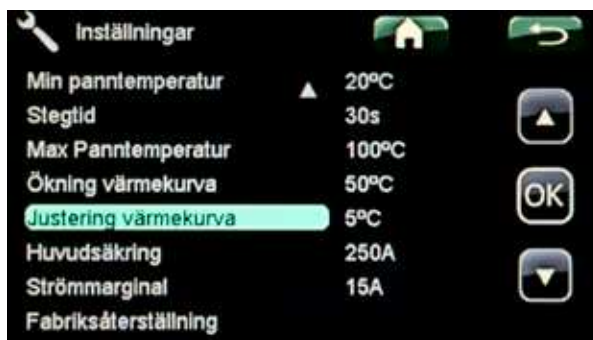 Inställningar
Min panntemperatur 20ºC
Stegtid 30s
Max Panntemperatur 100ºC
Ökning värmekurva 50ºC
Justering värmekurva 5ºC
Huvudsäkring 250A
Strömmarginal 15A
Fabriksåterställning
OK